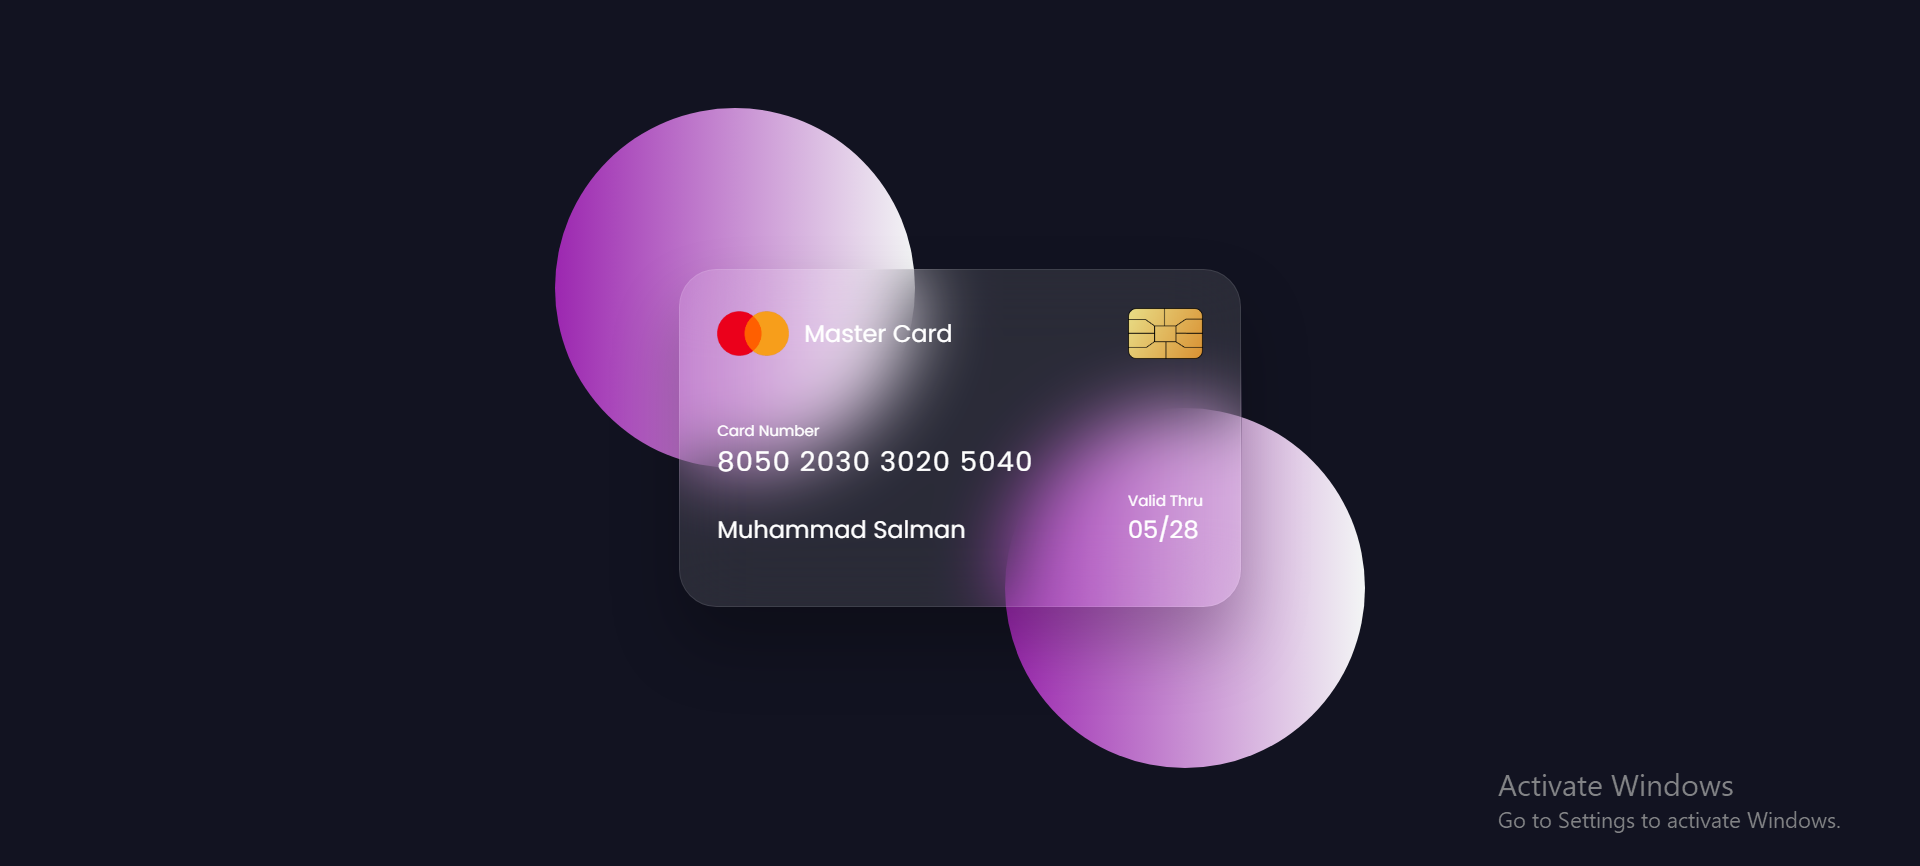 Master Card
Card Number
8050 2030 3020 5040
Valid Thru
Muhammad Salman
05/28
Activate Windows
Go to Settings to activate Windows.